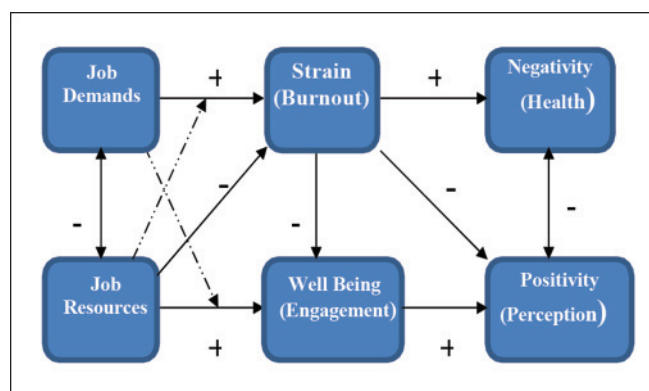 Job
Demands
+
Strain
(Burnout)
+
Negativity
(Health)
-
-
-
-
-
Job
Resources
+
Well Being
(Engagement)
+
Positivity
(Perception)